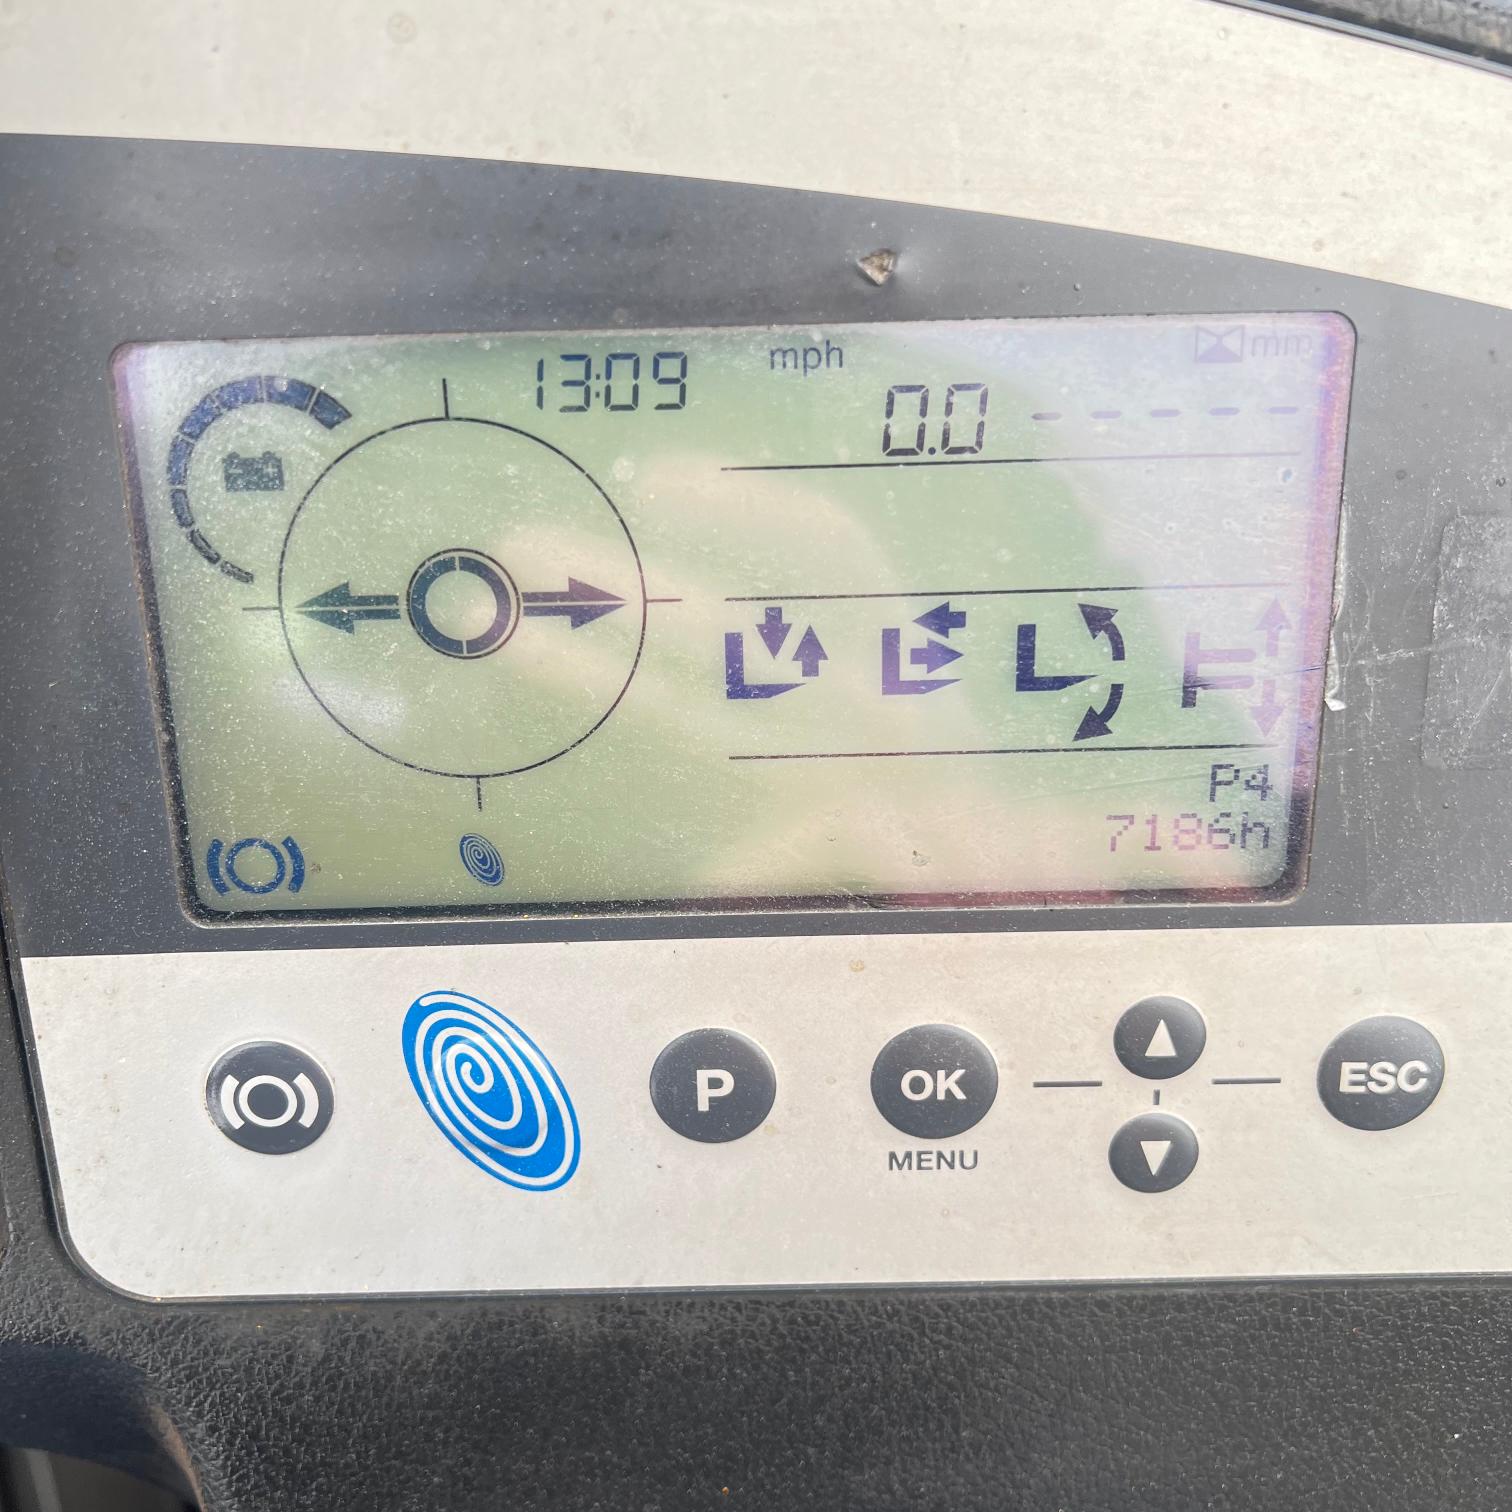 13:09
mph
mm
0.0 - - - - -
P4
7186h
P
OK
MENU
ESC